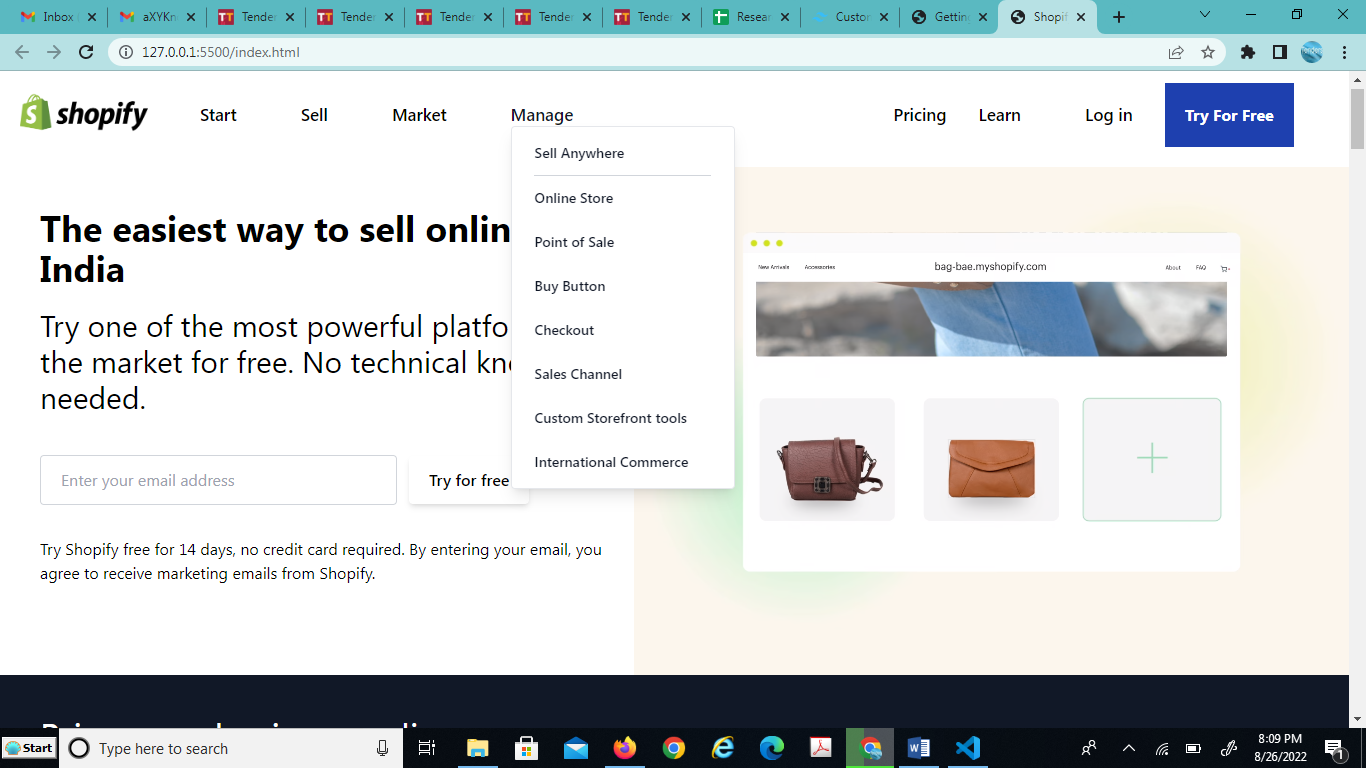 Inbox
aXYKn
Tender
Tender
Tender
Tender
Tender
Resear
Custor
Gettin
Shopif
127.0.0.1:5500/index.html
shopify
Start
Sell
Market
Manage
Pricing
Learn
Log in
Try For Free
Sell Anywhere
Online Store
Point of Sale
Buy Button
Checkout
Sales Channel
Custom Storefront tools
International Commerce
The easiest way to sell onlin
India
Try one of the most powerful platfo
the market for free. No technical kn
needed.
Enter your email address
Try for free
Try Shopify free for 14 days, no credit card required. By entering your email, you
agree to receive marketing emails from Shopify.
New Arrivals
Accessories
bag-bae.myshopify.com
About
FAQ
Start
Type here to search
8:09 PM
8/26/2022
1